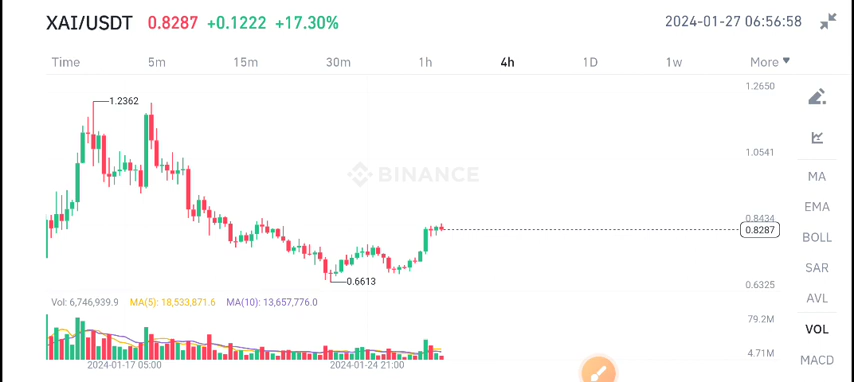 XAI/USDT 0.8287 +0.1222 +17.30% 2024-01-27 06:56:58
Time 5m 15m 30m 1h 4h 1D 1w More
1.2650
1.2362
1.0541
MA
BINANCE
EMA
0.8434
0.8287
BOLL
SAR
0.6613
0.6325
AVL
Vol: 6,746,939.9 MA(5): 18,533,871.6 MA(10): 13,657,776.0
79.2M
VOL
4.71M
MACD
2024-01-17 05:00 2024-01-24 21:00